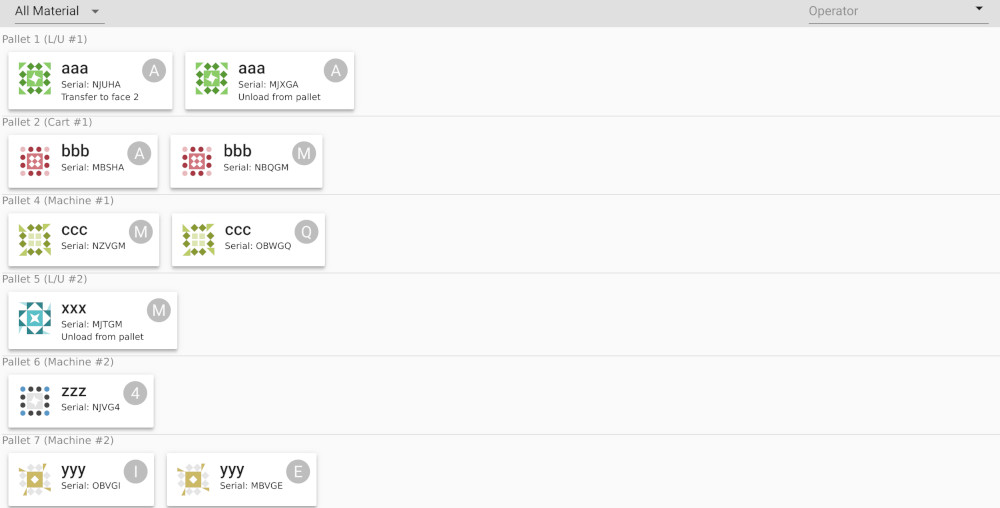 All Material
Operator
Pallet 1 (L/U #1)
aaa
A
Serial: NJUHA
Transfer to face 2
aaa
A
Serial: MJXGA
Unload from pallet
Pallet 2 (Cart #1)
bbb
A
Serial: MBSHA
bbb
M
Serial: NBQGM
Pallet 4 (Machine #1)
ccc
M
Serial: NZVGM
ccc
Q
Serial: OBWGQ
Pallet 5 (L/U #2)
xxx
M
Serial: MJTGM
Unload from pallet
Pallet 6 (Machine #2)
zzz
4
Serial: NJVG4
Pallet 7 (Machine #2)
yyy
I
Serial: OBVGI
yyy
E
Serial: MBVGE